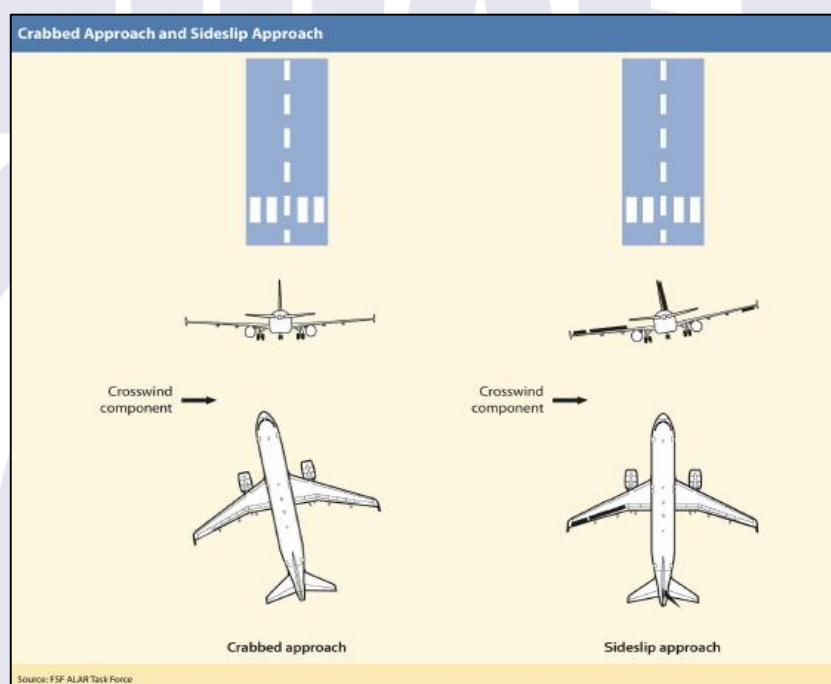 Crabbed Approach and Sideslip Approach
Crosswind
component
Crosswind
component
Crabbed approach
Sideslip approach
Source: FSF ALAR Task Force